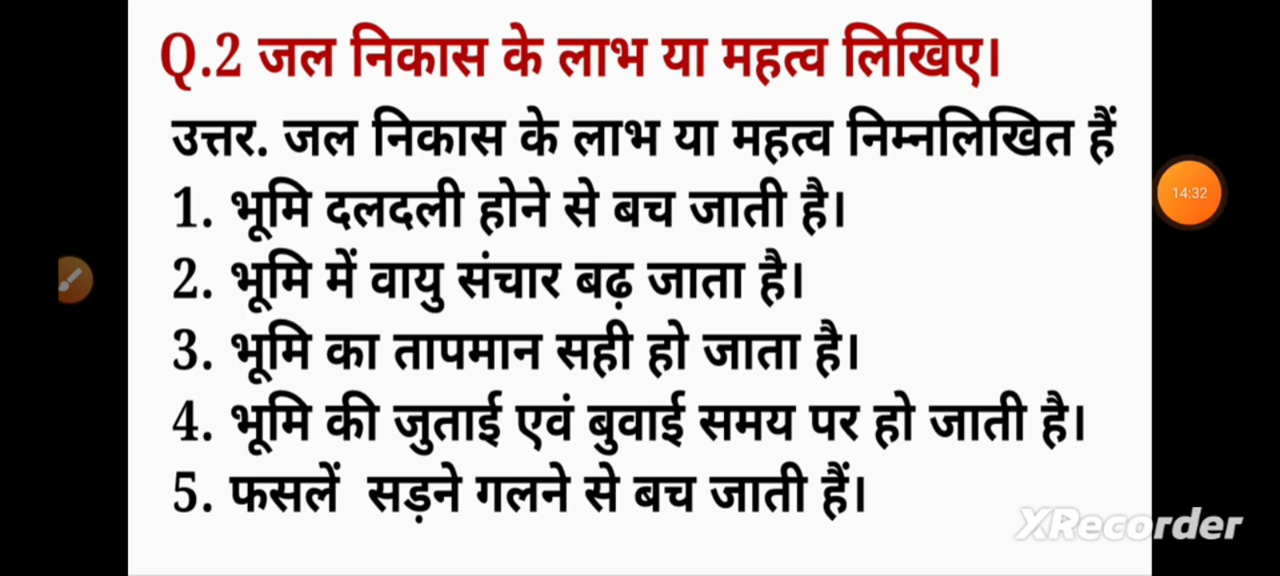 Q.2 जल निकास के लाभ या महत्व लिखिए।
उत्तर. जल निकास के लाभ या महत्व निम्नलिखित हैं
1. भूमि दलदली होने से बच जाती है।
14:32
2. भूमि में वायु संचार बढ़ जाता है।
3. भूमि का तापमान सही हो जाता है।
4. भूमि की जुताई एवं बुवाई समय पर हो जाती है।
5. फसलें सड़ने गलने से बच जाती हैं।
XRecorder